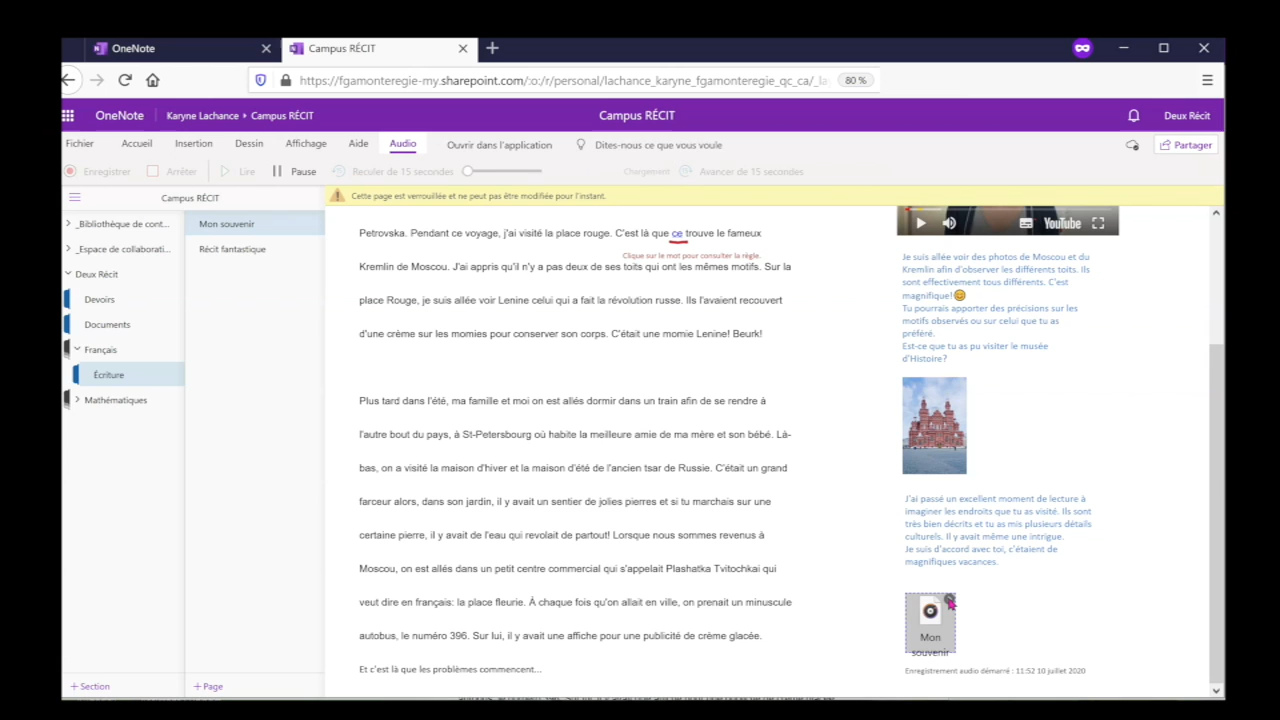 OneNote
Campus RÉCIT
https://fgamonteregie-my.sharepoint.com/:o:/r/personal/lachance_karyne_fgamonteregie_qc_ca/_la
80 %
OneNote
Karyne Lachance
Campus RÉCIT
Campus RÉCIT
Deux Récit
Fichier
Accueil
Insertion
Dessin
Affichage
Aide
Audio
Ouvrir dans l'application
Dites-nous ce que vous voule
Partager
Enregistrer
Arrêter
Lire
Pause
Reculer de 15 secondes
Chargement
Avancer de 15 secondes
Campus RÉCIT
Cette page est verrouillée et ne peut pas être modifiée pour l'instant.
_Bibliothèque de cont...
_Espace de collaborati...
Deux Récit
Devoirs
Documents
Français
Écriture
Mathématiques
+ Section
Mon souvenir
Récit fantastique
+ Page
Petrovska. Pendant ce voyage, j'ai visité la place rouge. C'est là que ce trouve le fameux
Clique sur le mot pour consulter la règle.
Kremlin de Moscou. J'ai appris qu'il n'y a pas deux de ses toits qui ont les mêmes motifs. Sur la
place Rouge, je suis allée voir Lenine celui qui a fait la révolution russe. Ils l'avaient recouvert
d'une crème sur les momies pour conserver son corps. C'était une momie Lenine! Beurk!
Plus tard dans l'été, ma famille et moi on est allés dormir dans un train afin de se rendre à
l'autre bout du pays, à St-Petersbourg où habite la meilleure amie de ma mère et son bébé. Là-
bas, on a visité la maison d'hiver et la maison d'été de l'ancien tsar de Russie. C'était un grand
farceur alors, dans son jardin, il y avait un sentier de jolies pierres et si tu marchais sur une
certaine pierre, il y avait de l'eau qui revolait de partout! Lorsque nous sommes revenus à
Moscou, on est allés dans un petit centre commercial qui s'appelait Plashatka Tvitochkai qui
veut dire en français: la place fleurie. À chaque fois qu'on allait en ville, on prenait un minuscule
autobus, le numéro 396. Sur lui, il y avait une affiche pour une publicité de crème glacée.
Et c'est là que les problèmes commencent...
YouTube
Je suis allée voir des photos de Moscou et du
Kremlin afin d'observer les différents toits. Ils
sont effectivement tous différents. C'est
magnifique!😊
Tu pourrais apporter des précisions sur les
motifs observés ou sur celui que tu as
préféré.
Est-ce que tu as pu visiter le musée
d'Histoire?
J'ai passé un excellent moment de lecture à
imaginer les endroits que tu as visité. Ils sont
très bien décrits et tu as mis plusieurs détails
culturels. Il y avait même une intrigue.
Je suis d'accord avec toi, c'étaient de
magnifiques vacances.
Mon
souvenir
Enregistrement audio démarré : 11:52 10 juillet 2020